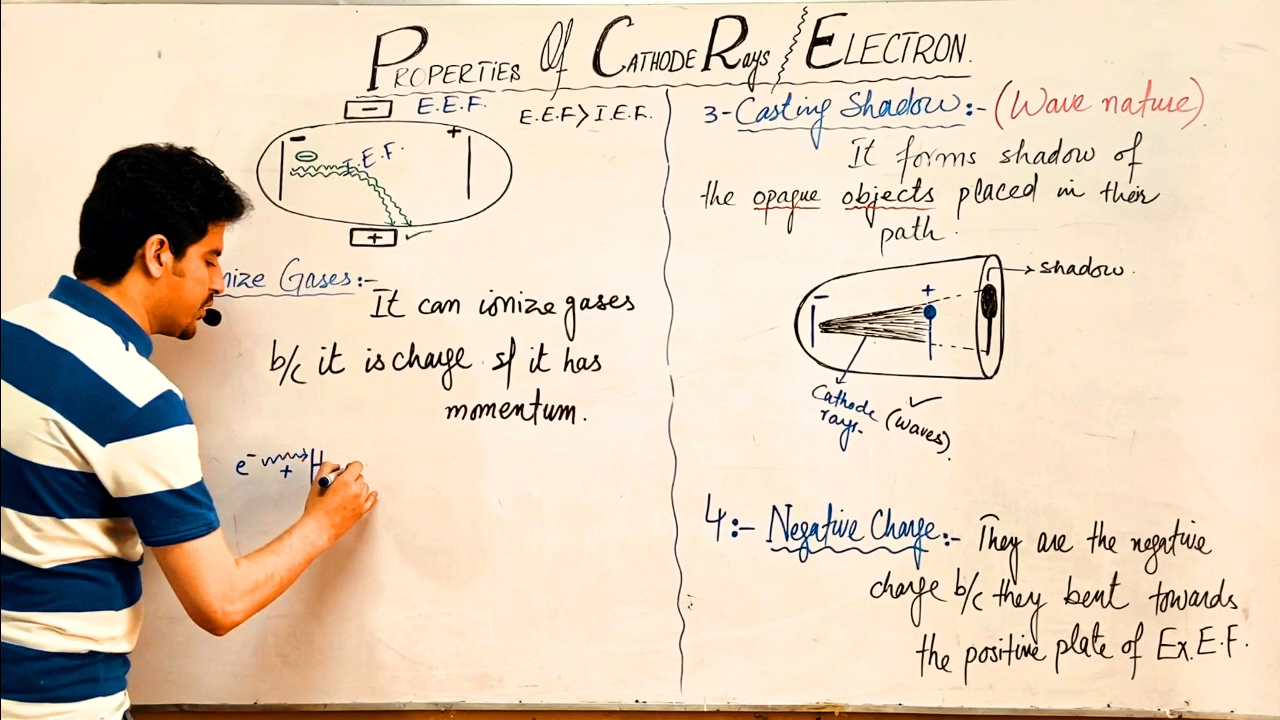 PROPERTIES Of CATHODE RAys / ELECTRON.
−
E.E.F.
E.E.F > I.E.F.
− +
⊖ I.E.F.
+ ✓
nize Gases:-
It can ionize gases
b/c it is charge. if it has
momentum.
e⁻ → H
+
3- Casting Shadow:- (Wave nature)
It forms shadow of
the opaque objects placed in their
path.
shadow.
− +
Cathode rays. (waves) ✓
4:- Negative Charge:- They are the negative
charge b/c they bent towards
the positive plate of Ex.E.F.